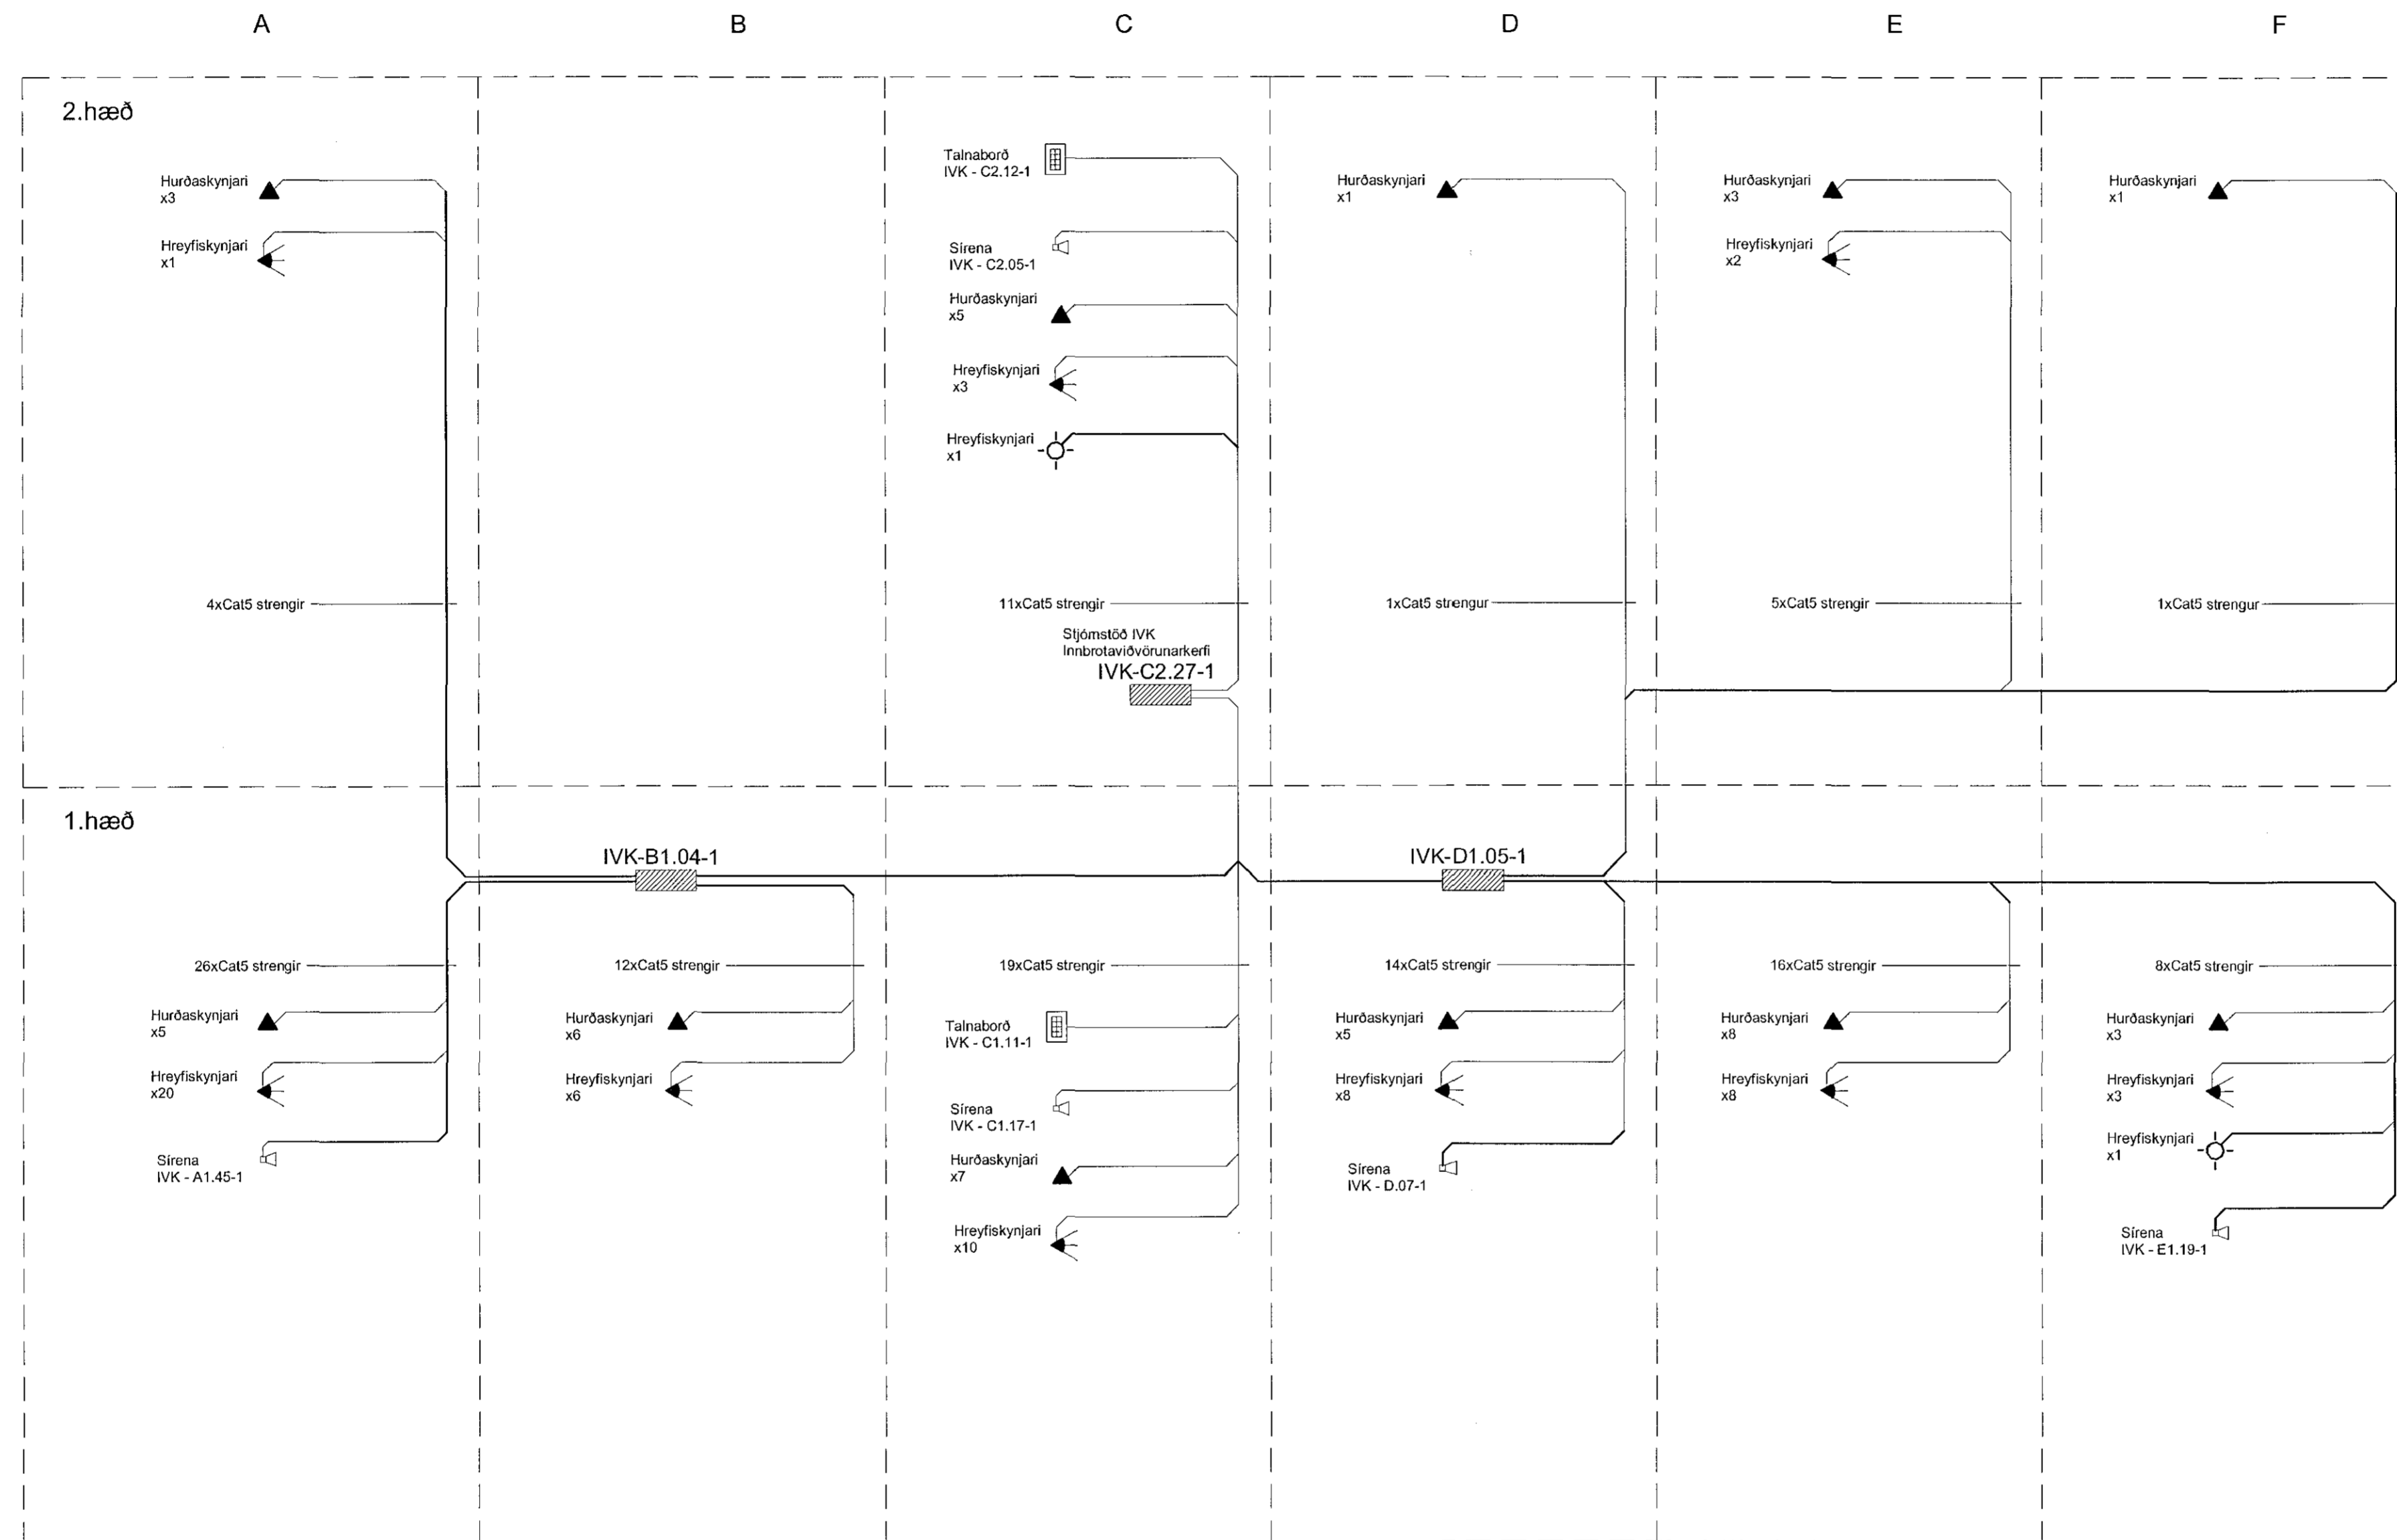 A
B
C
D
E
F
2.hæð
Hurðaskynjari
x3
Hreyfiskynjari
x1
4xCat5 strengir
Talnaborð
IVK - C2.12-1
Sírena
IVK - C2.05-1
Hurðaskynjari
x5
Hreyfiskynjari
x3
Hreyfiskynjari
x1
11xCat5 strengir
Stjórnstöð IVK
Innbrotaviðvörunarkerfi
IVK-C2.27-1
Hurðaskynjari
x1
1xCat5 strengur
Hurðaskynjari
x3
Hreyfiskynjari
x2
5xCat5 strengir
Hurðaskynjari
x1
1xCat5 strengur
1.hæð
IVK-B1.04-1
IVK-D1.05-1
26xCat5 strengir
Hurðaskynjari
x5
Hreyfiskynjari
x20
Sírena
IVK - A1.45-1
12xCat5 strengir
Hurðaskynjari
x6
Hreyfiskynjari
x6
19xCat5 strengir
Talnaborð
IVK - C1.11-1
Sírena
IVK - C1.17-1
Hurðaskynjari
x7
Hreyfiskynjari
x10
14xCat5 strengir
Hurðaskynjari
x5
Hreyfiskynjari
x8
Sírena
IVK - D.07-1
16xCat5 strengir
Hurðaskynjari
x8
Hreyfiskynjari
x8
8xCat5 strengir
Hurðaskynjari
x3
Hreyfiskynjari
x3
Hreyfiskynjari
x1
Sírena
IVK - E1.19-1